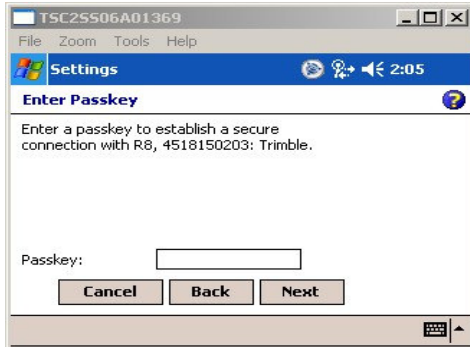 TSC2SS06A01369
File Zoom Tools Help
Settings 2:05
Enter Passkey
Enter a passkey to establish a secure
connection with R8, 4518150203: Trimble.
Passkey:
Cancel Back Next